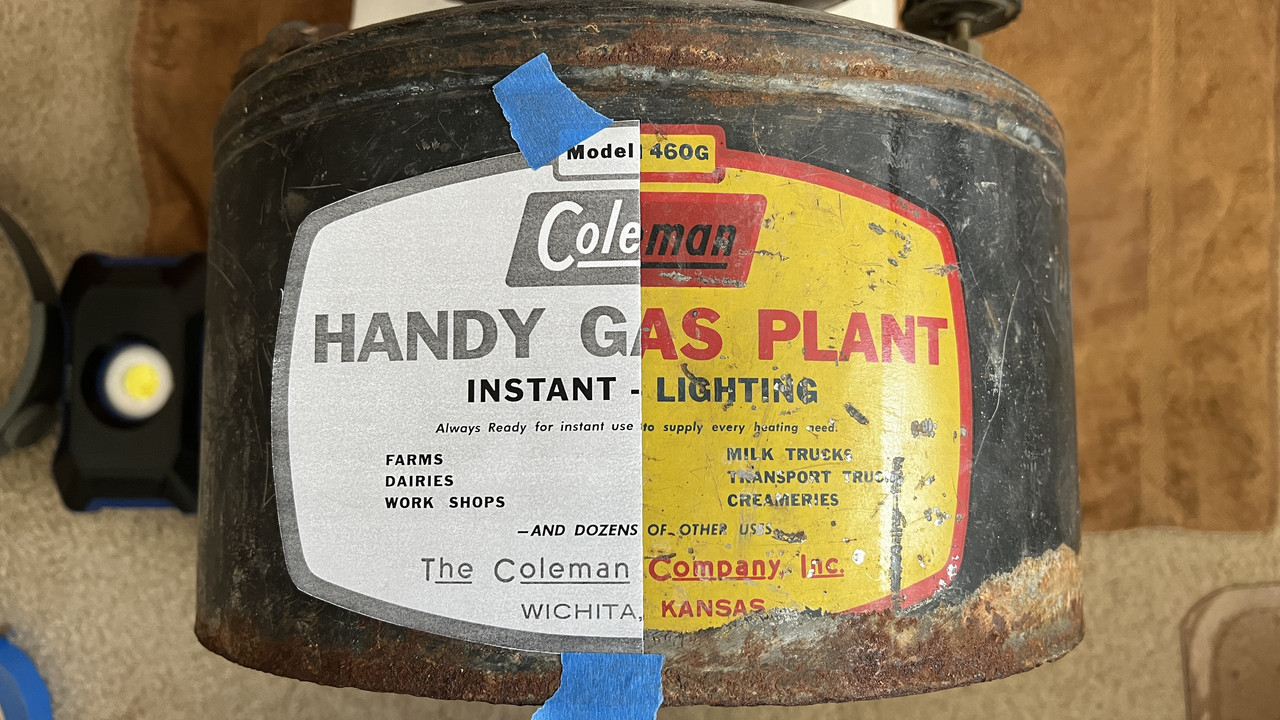 Model 460G
Coleman
HANDY GAS PLANT
INSTANT - LIGHTING
Always Ready for instant use to supply every heating need.
FARMS MILK TRUCKS
DAIRIES TRANSPORT TRUCKS
WORK SHOPS CREAMERIES
—AND DOZENS OF OTHER USES
The Coleman Company, Inc.
WICHITA, KANSAS